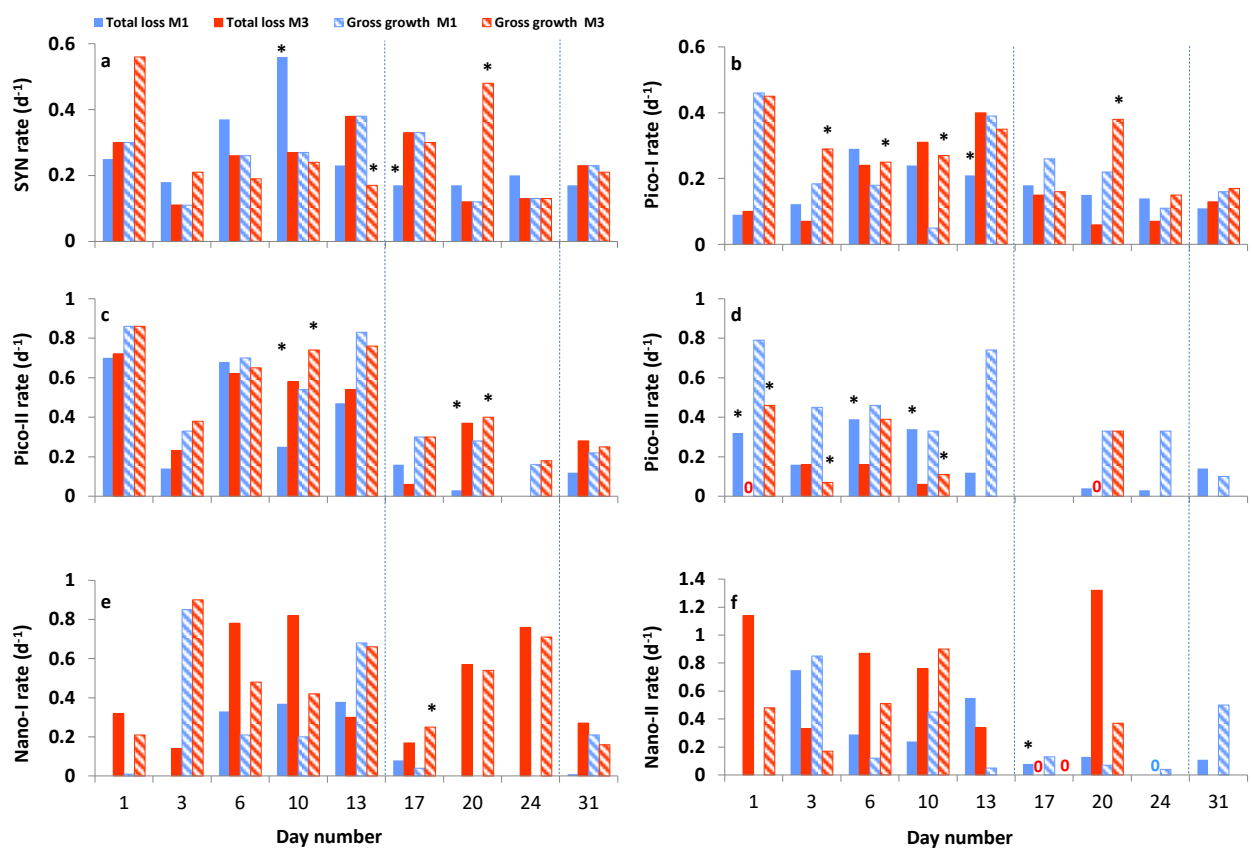 Total loss M1 Total loss M3 Gross growth M1 Gross growth M3
a
SYN rate (d-1)
0.6
0.4
0.2
0
* * * *
b
Pico-I rate (d-1)
0.6
0.4
0.2
0
* * * * *
c
Pico-II rate (d-1)
1
0.8
0.6
0.4
0.2
0
* * * *
d
Pico-III rate (d-1)
1
0.8
0.6
0.4
0.2
0
* 0 * * * * * 0
e
Nano-I rate (d-1)
1
0.8
0.6
0.4
0.2
0
*
1 3 6 10 13 17 20 24 31
Day number
f
Nano-II rate (d-1)
1.4
1.2
1
0.8
0.6
0.4
0.2
0
* 0 0 0
1 3 6 10 13 17 20 24 31
Day number